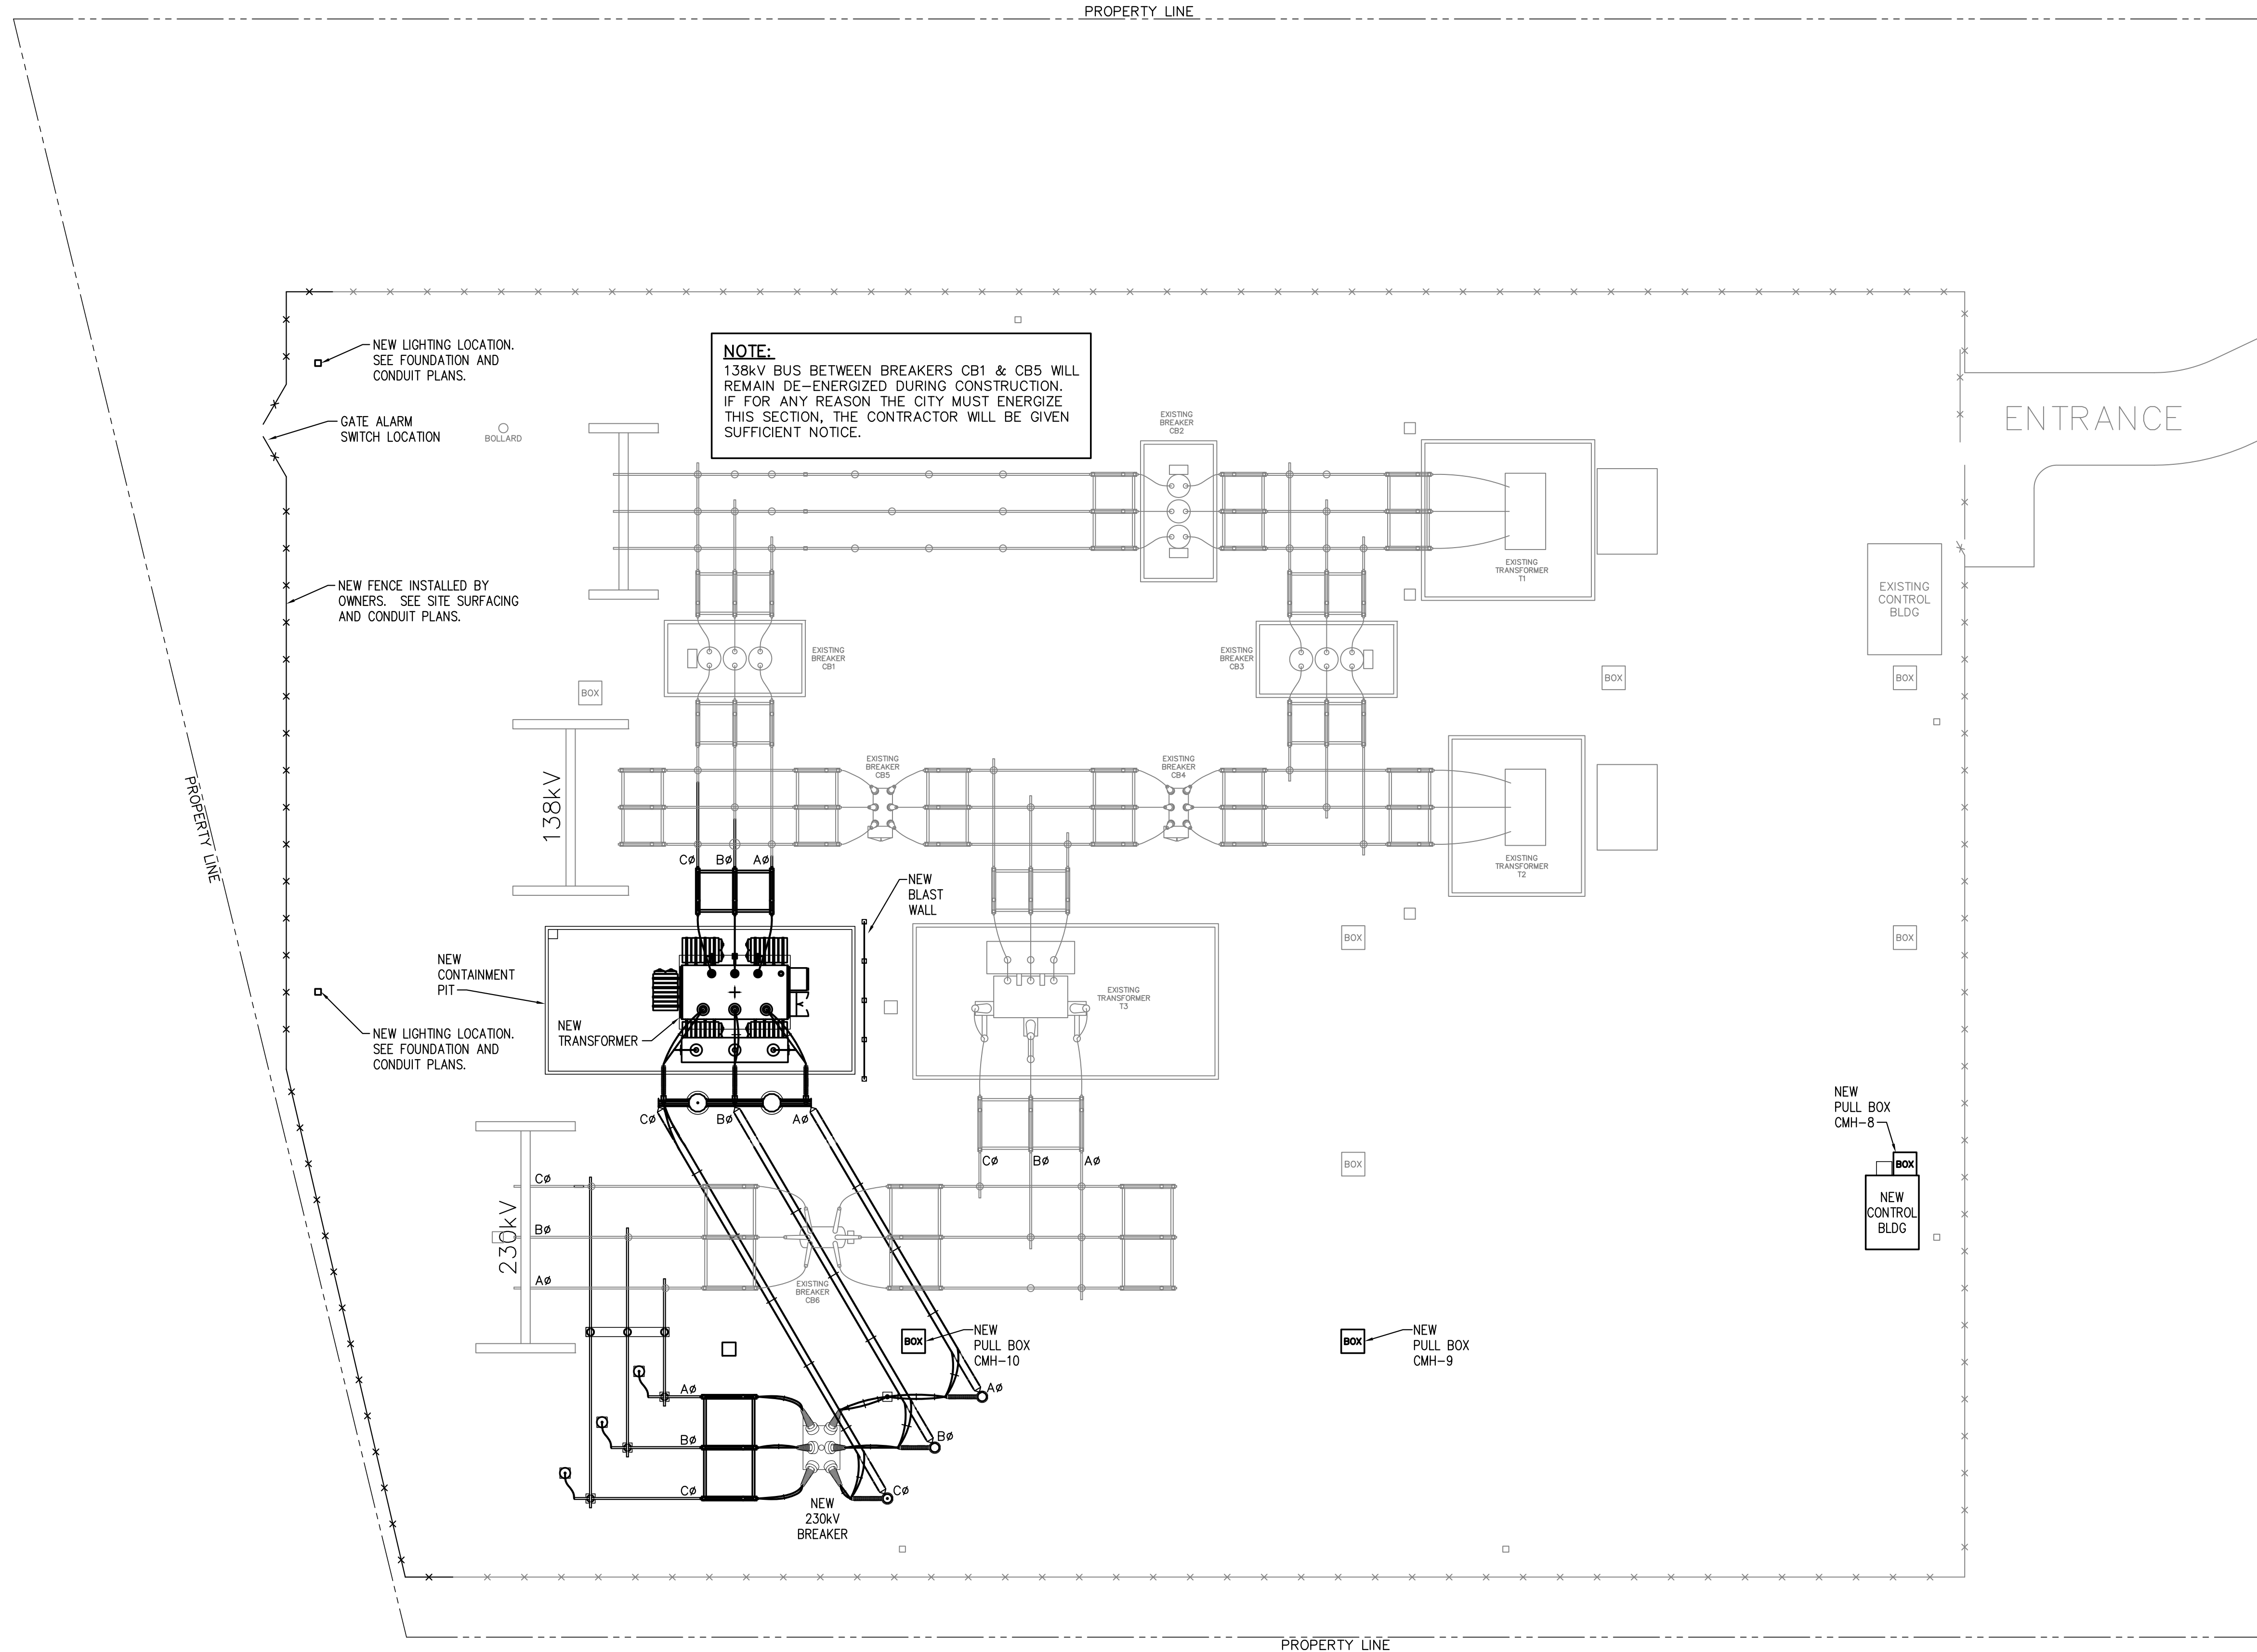 PROPERTY LINE
NEW LIGHTING LOCATION.
SEE FOUNDATION AND
CONDUIT PLANS.
NOTE:
138kV BUS BETWEEN BREAKERS CB1 & CB5 WILL
REMAIN DE-ENERGIZED DURING CONSTRUCTION.
IF FOR ANY REASON THE CITY MUST ENERGIZE
THIS SECTION, THE CONTRACTOR WILL BE GIVEN
SUFFICIENT NOTICE.
GATE ALARM
SWITCH LOCATION
BOLLARD
EXISTING
BREAKER
CB2
ENTRANCE
EXISTING
TRANSFORMER
T1
NEW FENCE INSTALLED BY
OWNERS. SEE SITE SURFACING
AND CONDUIT PLANS.
EXISTING
CONTROL
BLDG
EXISTING
BREAKER
CB1
EXISTING
BREAKER
CB3
BOX
BOX
BOX
PROPERTY LINE
138kV
EXISTING
BREAKER
CB5
EXISTING
BREAKER
CB4
EXISTING
TRANSFORMER
T2
CØ BØ AØ
NEW
BLAST
WALL
BOX
BOX
NEW
CONTAINMENT
PIT
NEW
TRANSFORMER
EXISTING
TRANSFORMER
T3
NEW LIGHTING LOCATION.
SEE FOUNDATION AND
CONDUIT PLANS.
CØ BØ AØ
NEW
PULL BOX
CMH-8
BOX
BOX
CØ BØ AØ
NEW
CONTROL
BLDG
230kV
CØ
BØ
AØ
EXISTING
BREAKER
CB6
BOX
NEW
PULL BOX
CMH-10
BOX
NEW
PULL BOX
CMH-9
AØ
AØ
BØ
BØ
CØ
CØ
NEW
230kV
BREAKER
PROPERTY LINE